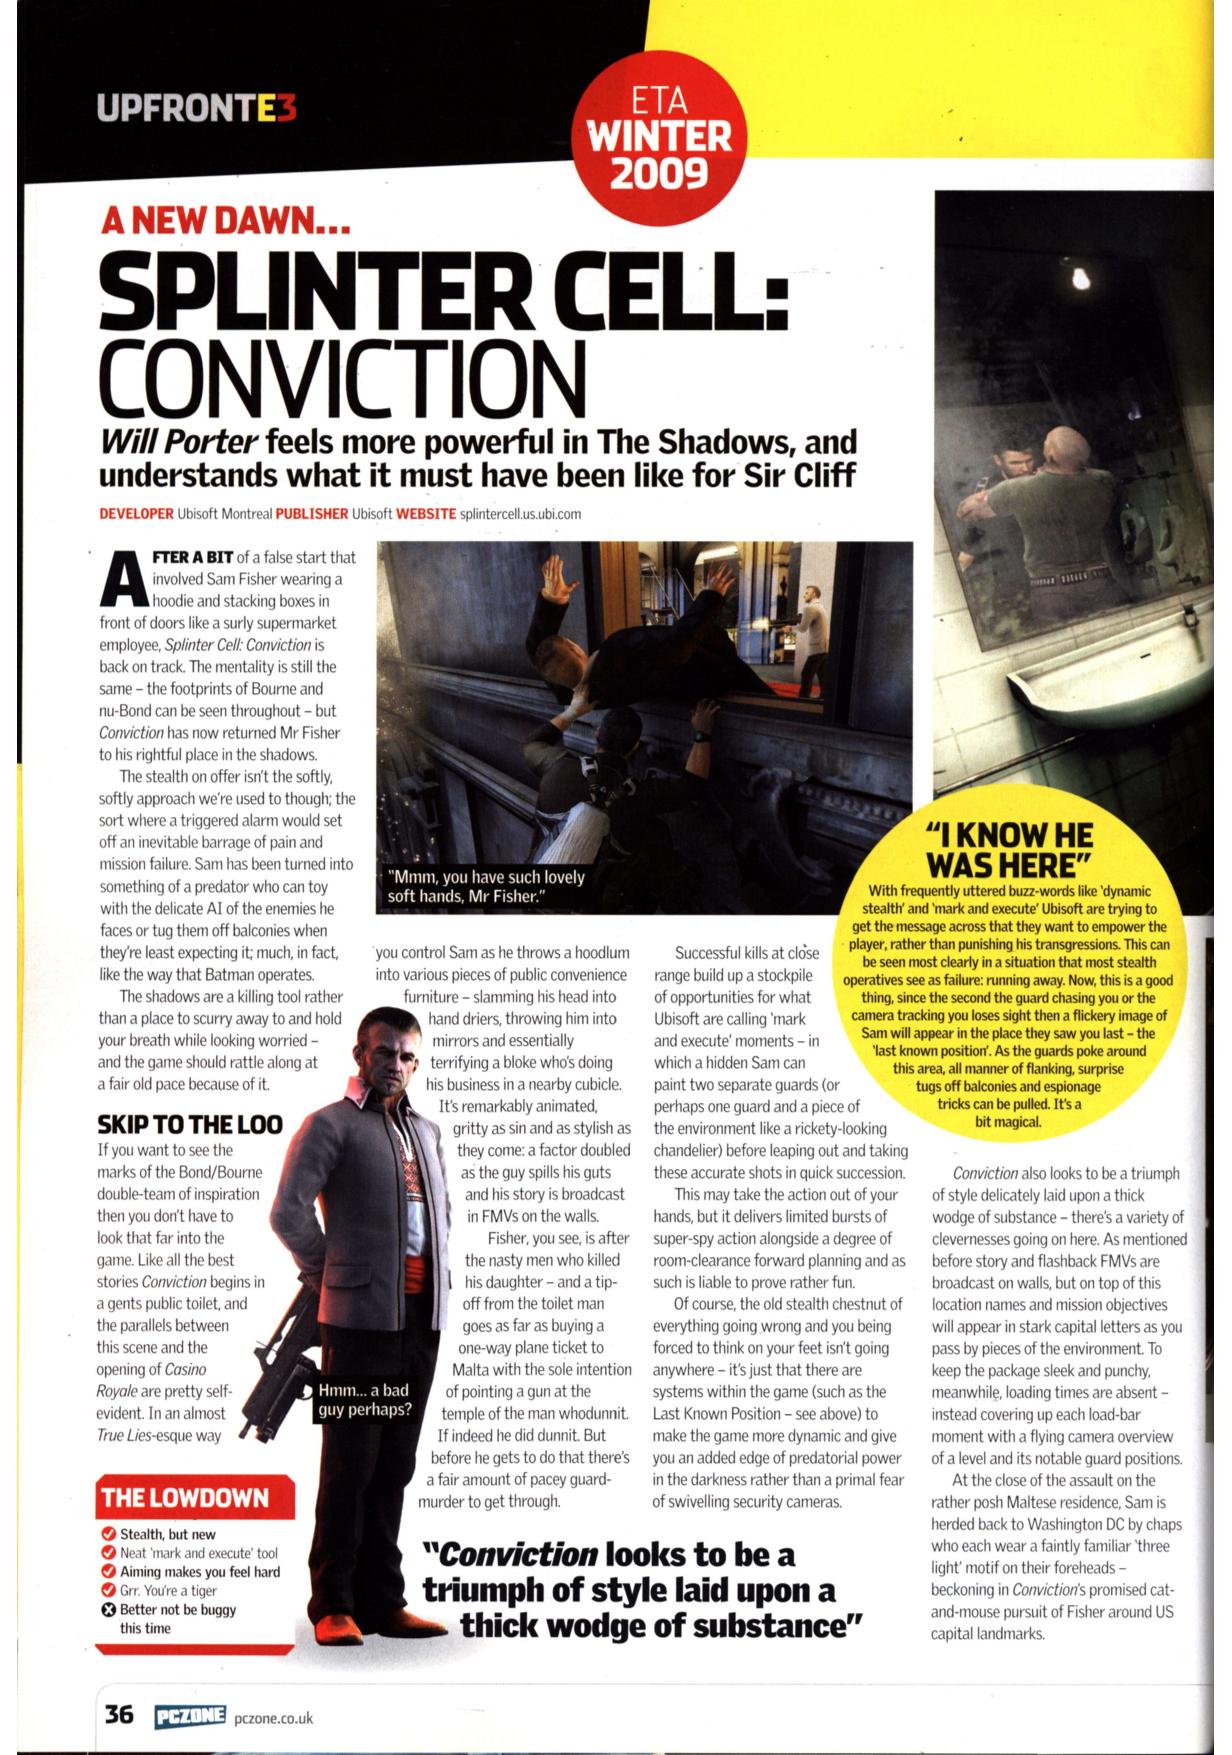 UPFRONTE3
ETA
WINTER
2009
A NEW DAWN...
SPLINTER CELL:
CONVICTION
Will Porter feels more powerful in The Shadows, and
understands what it must have been like for Sir Cliff
DEVELOPER Ubisoft Montreal PUBLISHER Ubisoft WEBSITE splintercell.us.ubi.com
AFTER A BIT of a false start that
involved Sam Fisher wearing a
hoodie and stacking boxes in
front of doors like a surly supermarket
employee, Splinter Cell: Conviction is
back on track. The mentality is still the
same – the footprints of Bourne and
nu-Bond can be seen throughout – but
Conviction has now returned Mr Fisher
to his rightful place in the shadows.
The stealth on offer isn't the softly,
softly approach we're used to though; the
sort where a triggered alarm would set
off an inevitable barrage of pain and
mission failure. Sam has been turned into
something of a predator who can toy
with the delicate AI of the enemies he
faces or tug them off balconies when
they're least expecting it; much, in fact,
like the way that Batman operates.
The shadows are a killing tool rather
than a place to scurry away to and hold
your breath while looking worried –
and the game should rattle along at
a fair old pace because of it.
SKIP TO THE LOO
If you want to see the
marks of the Bond/Bourne
double-team of inspiration
then you don't have to
look that far into the
game. Like all the best
stories Conviction begins in
a gents public toilet, and
the parallels between
this scene and the
opening of Casino
Royale are pretty self-
evident. In an almost
True Lies-esque way
THE LOWDOWN
Stealth, but new
Neat 'mark and execute' tool
Aiming makes you feel hard
Grr. You're a tiger
Better not be buggy
this time
"Mmm, you have such lovely
soft hands, Mr Fisher."
you control Sam as he throws a hoodlum
into various pieces of public convenience
furniture – slamming his head into
hand driers, throwing him into
mirrors and essentially
terrifying a bloke who's doing
his business in a nearby cubicle.
It's remarkably animated,
gritty as sin and as stylish as
they come: a factor doubled
as the guy spills his guts
and his story is broadcast
in FMVs on the walls.
Fisher, you see, is after
the nasty men who killed
his daughter – and a tip-
off from the toilet man
goes as far as buying a
one-way plane ticket to
Malta with the sole intention
of pointing a gun at the
temple of the man whodunnit.
If indeed he did dunnit. But
before he gets to do that there's
a fair amount of pacey guard-
murder to get through.
Hmm... a bad
guy perhaps?
Successful kills at close
range build up a stockpile
of opportunities for what
Ubisoft are calling 'mark
and execute' moments – in
which a hidden Sam can
paint two separate guards (or
perhaps one guard and a piece of
the environment like a rickety-looking
chandelier) before leaping out and taking
these accurate shots in quick succession.
This may take the action out of your
hands, but it delivers limited bursts of
super-spy action alongside a degree of
room-clearance forward planning and as
such is liable to prove rather fun.
Of course, the old stealth chestnut of
everything going wrong and you being
forced to think on your feet isn't going
anywhere – it's just that there are
systems within the game (such as the
Last Known Position – see above) to
make the game more dynamic and give
you an added edge of predatorial power
in the darkness rather than a primal fear
of swivelling security cameras.
"Conviction looks to be a
triumph of style laid upon a
thick wodge of substance"
"I KNOW HE
WAS HERE"
With frequently uttered buzz-words like 'dynamic
stealth' and 'mark and execute' Ubisoft are trying to
get the message across that they want to empower the
player, rather than punishing his transgressions. This can
be seen most clearly in a situation that most stealth
operatives see as failure: running away. Now, this is a good
thing, since the second the guard chasing you or the
camera tracking you loses sight then a flickery image of
Sam will appear in the place they saw you last – the
'last known position'. As the guards poke around
this area, all manner of flanking, surprise
tugs off balconies and espionage
tricks can be pulled. It's a
bit magical.
Conviction also looks to be a triumph
of style delicately laid upon a thick
wodge of substance – there's a variety of
clevernesses going on here. As mentioned
before story and flashback FMVs are
broadcast on walls, but on top of this
location names and mission objectives
will appear in stark capital letters as you
pass by pieces of the environment. To
keep the package sleek and punchy,
meanwhile, loading times are absent –
instead covering up each load-bar
moment with a flying camera overview
of a level and its notable guard positions.
At the close of the assault on the
rather posh Maltese residence, Sam is
herded back to Washington DC by chaps
who each wear a faintly familiar 'three
light' motif on their foreheads –
beckoning in Conviction's promised cat-
and-mouse pursuit of Fisher around US
capital landmarks.
36 PCZONE pczone.co.uk